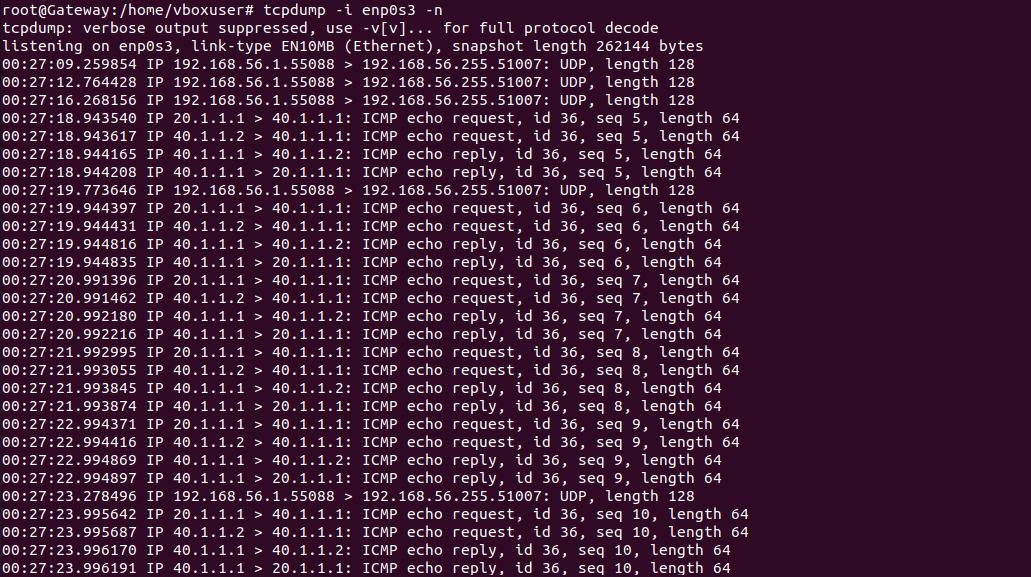 root@Gateway:/home/vboxuser# tcpdump -i enp0s3 -n
tcpdump: verbose output suppressed, use -v[v]... for full protocol decode
listening on enp0s3, link-type EN10MB (Ethernet), snapshot length 262144 bytes
00:27:09.259854 IP 192.168.56.1.55088 > 192.168.56.255.51007: UDP, length 128
00:27:12.764428 IP 192.168.56.1.55088 > 192.168.56.255.51007: UDP, length 128
00:27:16.268156 IP 192.168.56.1.55088 > 192.168.56.255.51007: UDP, length 128
00:27:18.943540 IP 20.1.1.1 > 40.1.1.1: ICMP echo request, id 36, seq 5, length 64
00:27:18.943617 IP 40.1.1.2 > 40.1.1.1: ICMP echo request, id 36, seq 5, length 64
00:27:18.944165 IP 40.1.1.1 > 40.1.1.2: ICMP echo reply, id 36, seq 5, length 64
00:27:18.944208 IP 40.1.1.1 > 20.1.1.1: ICMP echo reply, id 36, seq 5, length 64
00:27:19.773646 IP 192.168.56.1.55088 > 192.168.56.255.51007: UDP, length 128
00:27:19.944397 IP 20.1.1.1 > 40.1.1.1: ICMP echo request, id 36, seq 6, length 64
00:27:19.944431 IP 40.1.1.2 > 40.1.1.1: ICMP echo request, id 36, seq 6, length 64
00:27:19.944816 IP 40.1.1.1 > 40.1.1.2: ICMP echo reply, id 36, seq 6, length 64
00:27:19.944835 IP 40.1.1.1 > 20.1.1.1: ICMP echo reply, id 36, seq 6, length 64
00:27:20.991396 IP 20.1.1.1 > 40.1.1.1: ICMP echo request, id 36, seq 7, length 64
00:27:20.991462 IP 40.1.1.2 > 40.1.1.1: ICMP echo request, id 36, seq 7, length 64
00:27:20.992180 IP 40.1.1.1 > 40.1.1.2: ICMP echo reply, id 36, seq 7, length 64
00:27:20.992216 IP 40.1.1.1 > 20.1.1.1: ICMP echo reply, id 36, seq 7, length 64
00:27:21.992995 IP 20.1.1.1 > 40.1.1.1: ICMP echo request, id 36, seq 8, length 64
00:27:21.993055 IP 40.1.1.2 > 40.1.1.1: ICMP echo request, id 36, seq 8, length 64
00:27:21.993845 IP 40.1.1.1 > 40.1.1.2: ICMP echo reply, id 36, seq 8, length 64
00:27:21.993874 IP 40.1.1.1 > 20.1.1.1: ICMP echo reply, id 36, seq 8, length 64
00:27:22.994371 IP 20.1.1.1 > 40.1.1.1: ICMP echo request, id 36, seq 9, length 64
00:27:22.994416 IP 40.1.1.2 > 40.1.1.1: ICMP echo request, id 36, seq 9, length 64
00:27:22.994869 IP 40.1.1.1 > 40.1.1.2: ICMP echo reply, id 36, seq 9, length 64
00:27:22.994897 IP 40.1.1.1 > 20.1.1.1: ICMP echo reply, id 36, seq 9, length 64
00:27:23.278496 IP 192.168.56.1.55088 > 192.168.56.255.51007: UDP, length 128
00:27:23.995642 IP 20.1.1.1 > 40.1.1.1: ICMP echo request, id 36, seq 10, length 64
00:27:23.995687 IP 40.1.1.2 > 40.1.1.1: ICMP echo request, id 36, seq 10, length 64
00:27:23.996170 IP 40.1.1.1 > 40.1.1.2: ICMP echo reply, id 36, seq 10, length 64
00:27:23.996191 IP 40.1.1.1 > 20.1.1.1: ICMP echo reply, id 36, seq 10, length 64